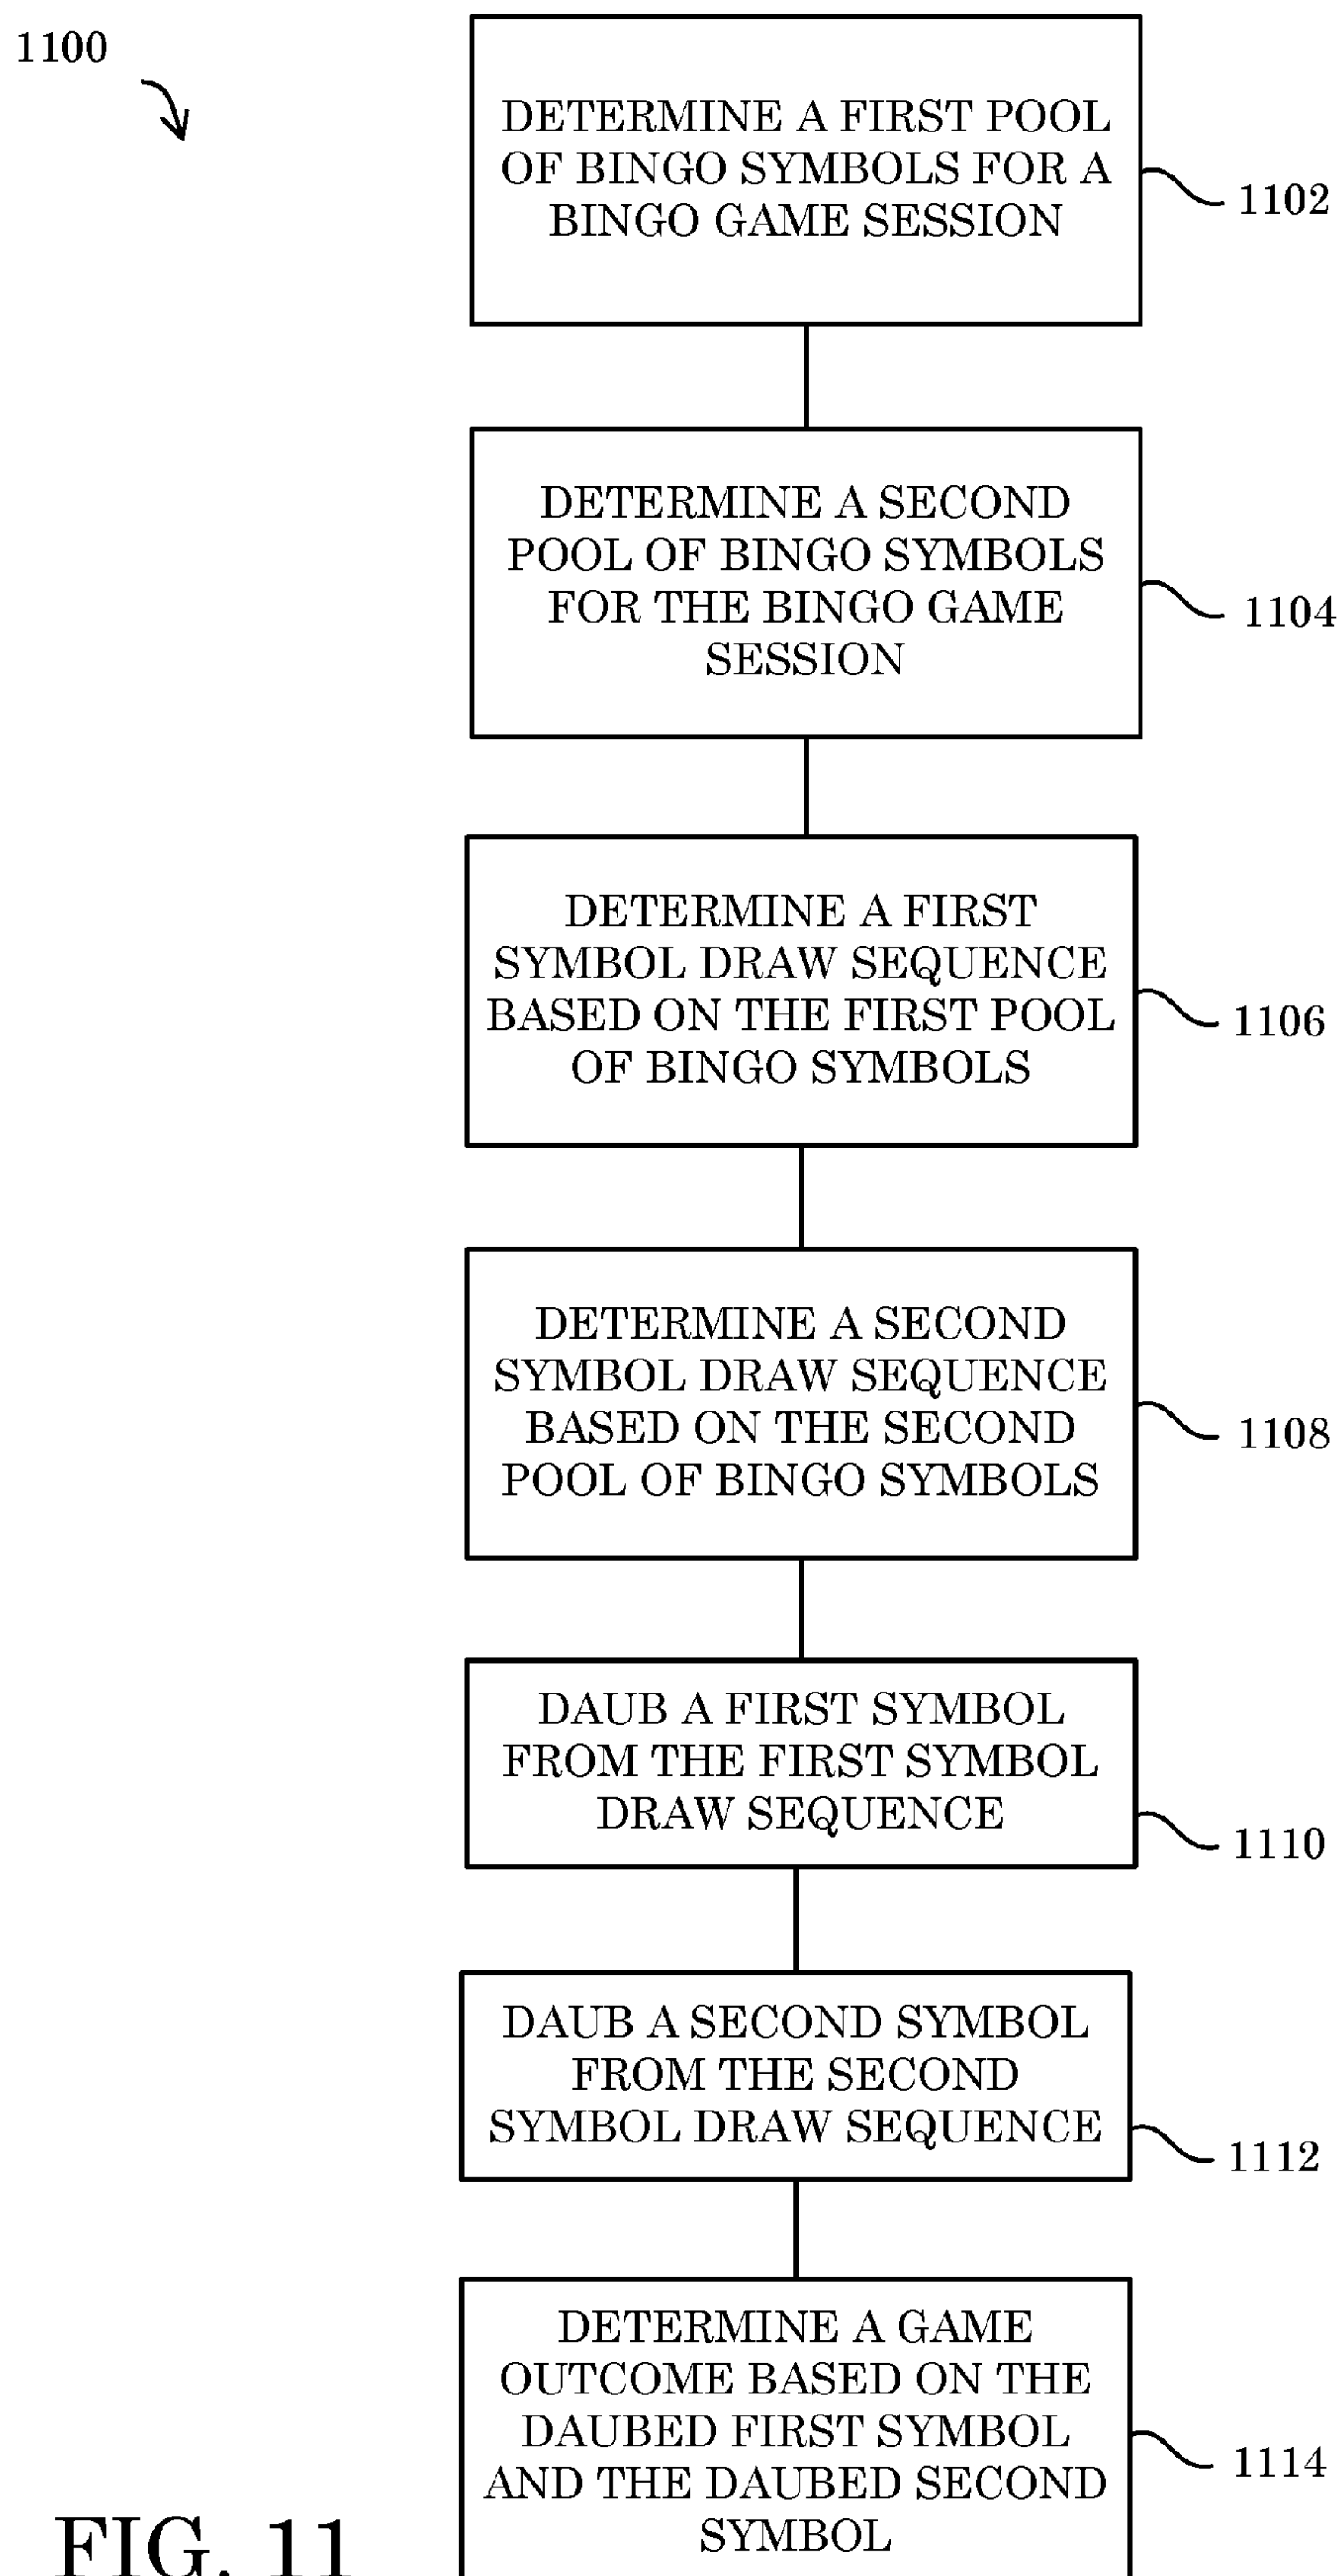 1100
DETERMINE A FIRST POOL
OF BINGO SYMBOLS FOR A
BINGO GAME SESSION
1102
DETERMINE A SECOND
POOL OF BINGO SYMBOLS
FOR THE BINGO GAME
SESSION
1104
DETERMINE A FIRST
SYMBOL DRAW SEQUENCE
BASED ON THE FIRST POOL
OF BINGO SYMBOLS
1106
DETERMINE A SECOND
SYMBOL DRAW SEQUENCE
BASED ON THE SECOND
POOL OF BINGO SYMBOLS
1108
DAUB A FIRST SYMBOL
FROM THE FIRST SYMBOL
DRAW SEQUENCE
1110
DAUB A SECOND SYMBOL
FROM THE SECOND
SYMBOL DRAW SEQUENCE
1112
DETERMINE A GAME
OUTCOME BASED ON THE
DAUBED FIRST SYMBOL
AND THE DAUBED SECOND
SYMBOL
1114
FIG. 11